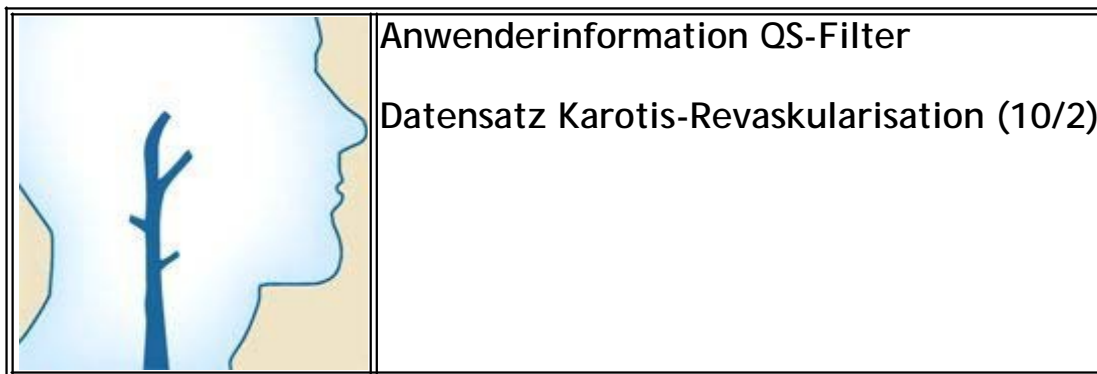 Anwenderinformation QS-Filter
Datensatz Karotis-Revaskularisation (10/2)